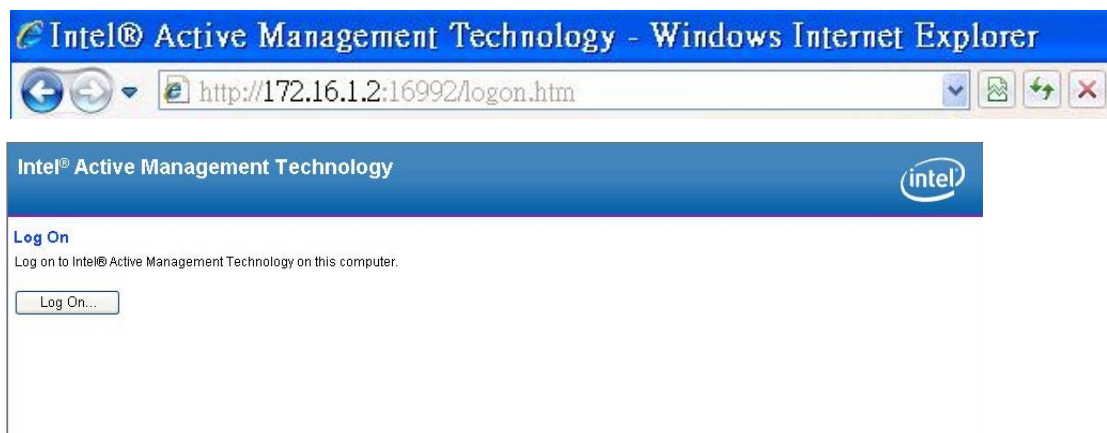 Intel® Active Management Technology - Windows Internet Explorer
http://172.16.1.2:16992/logon.htm
Intel® Active Management Technology
intel
Log On
Log on to Intel® Active Management Technology on this computer.
Log On...